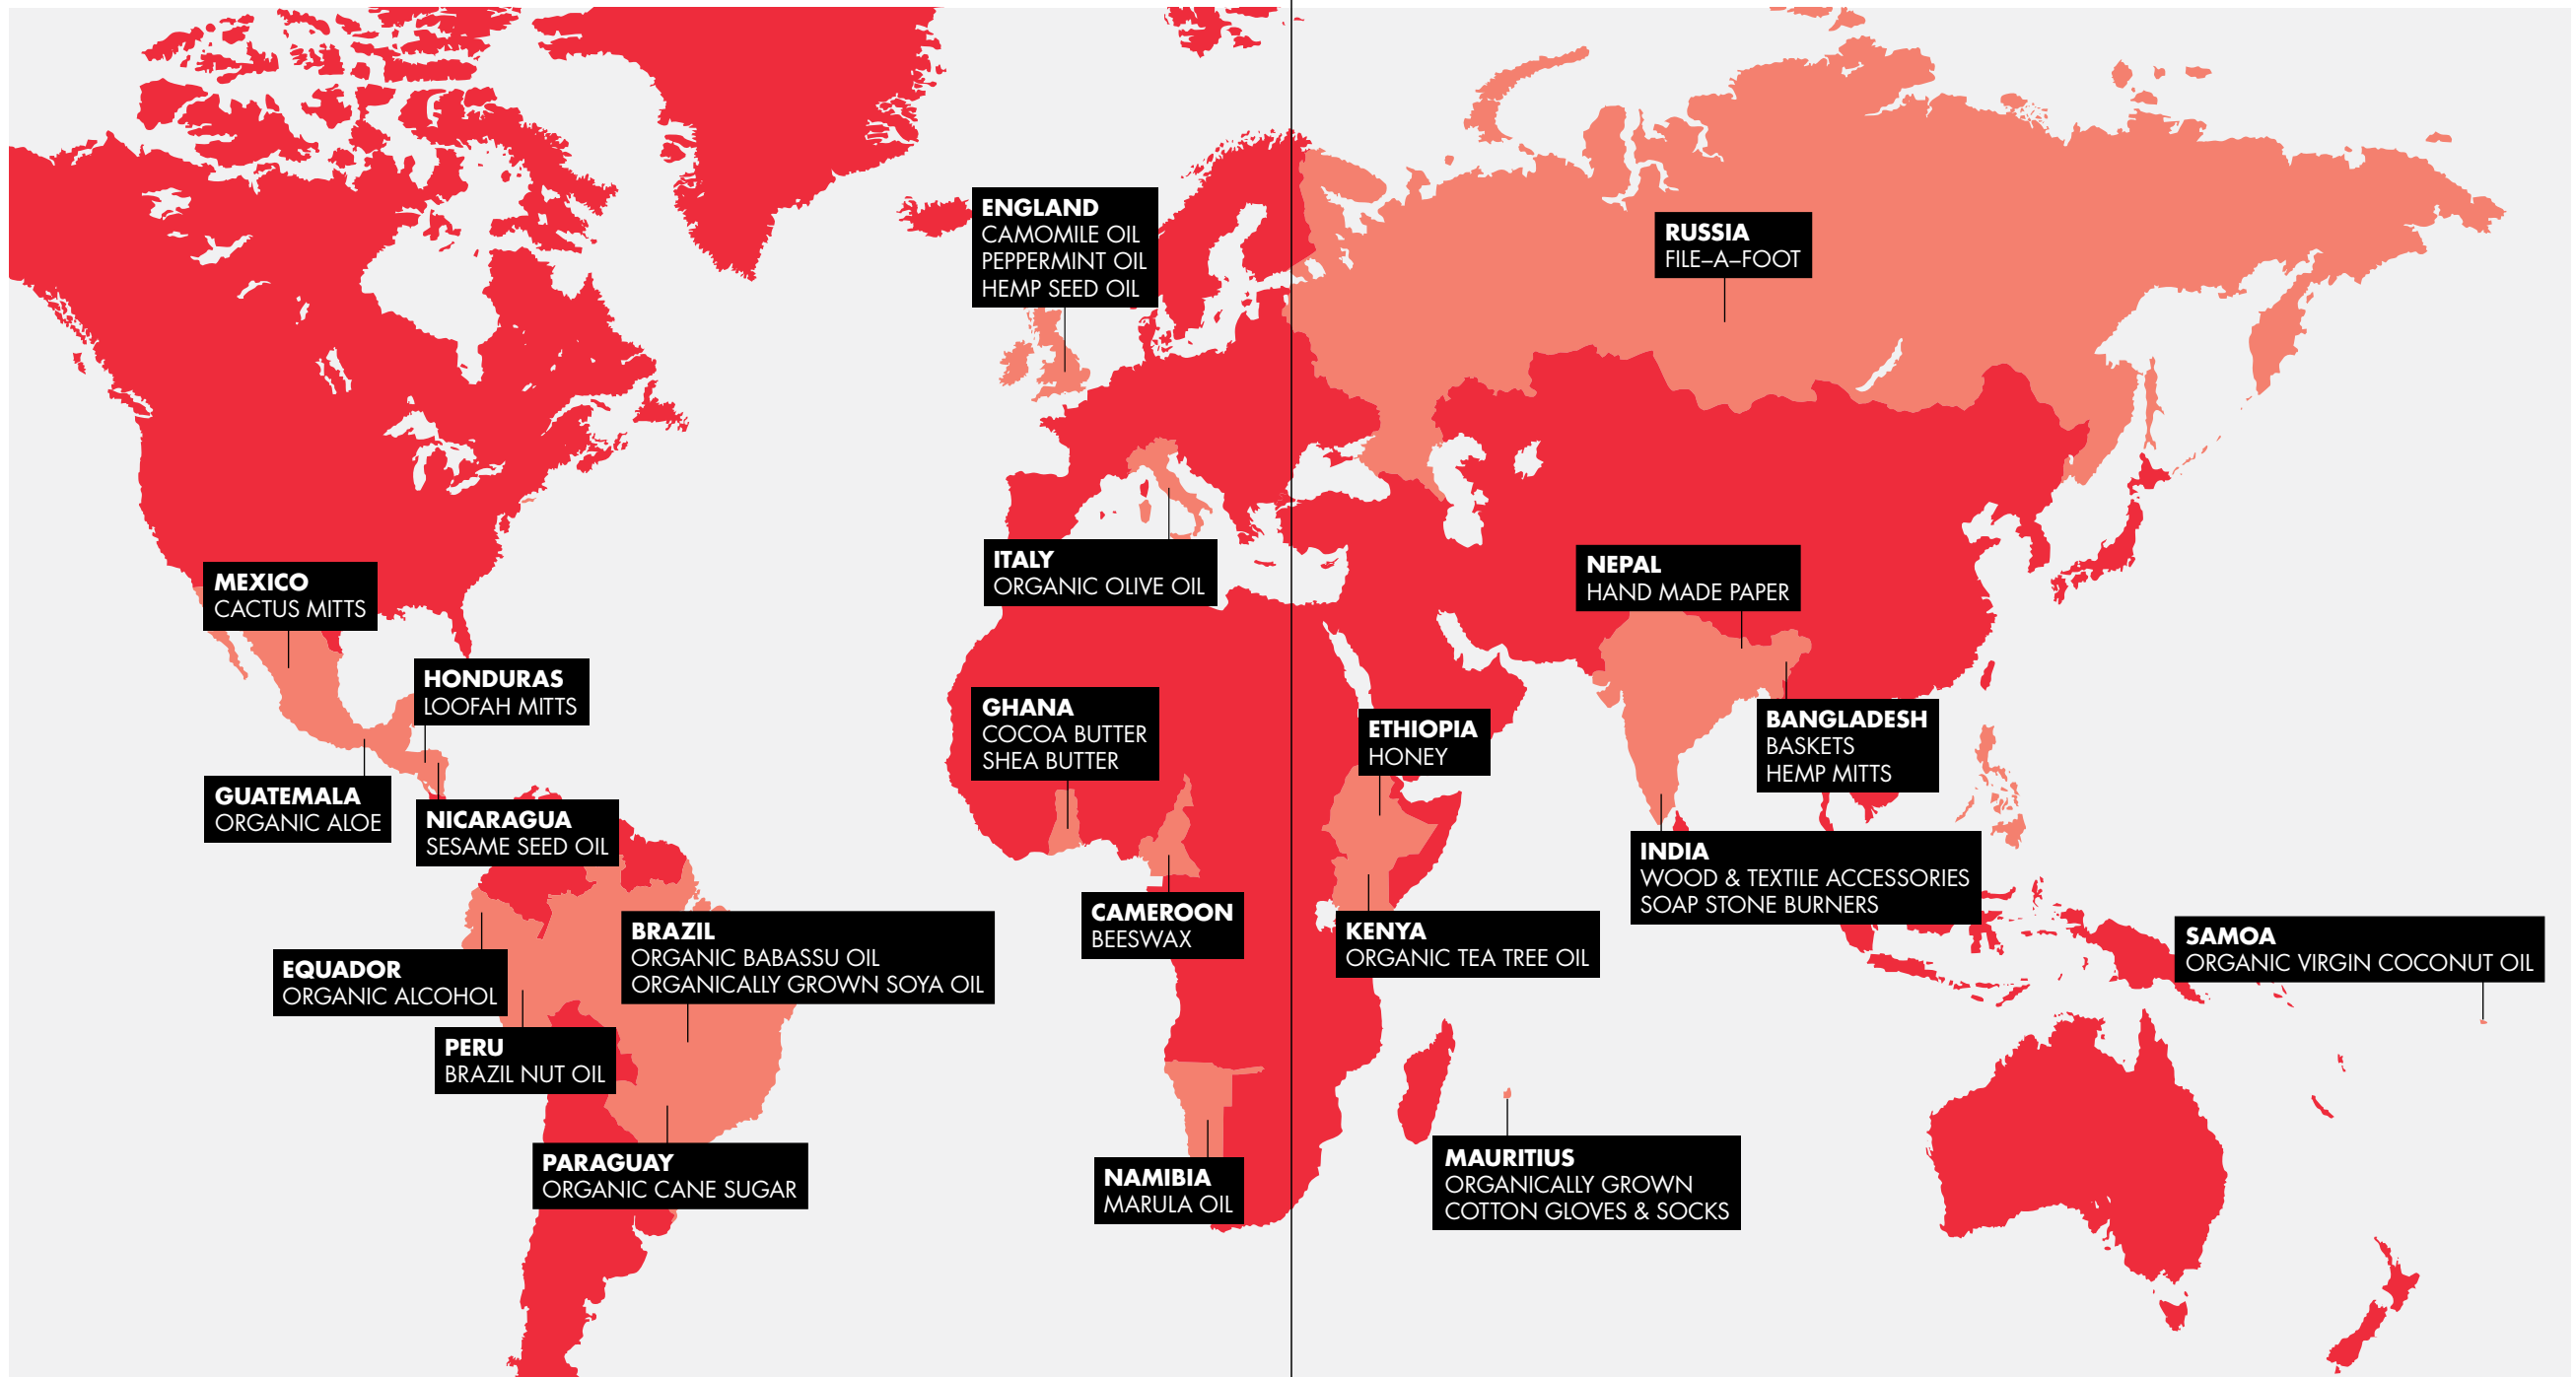 ENGLAND
CAMOMILE OIL
PEPPERMINT OIL
HEMP SEED OIL
RUSSIA
FILE–A–FOOT
ITALY
ORGANIC OLIVE OIL
NEPAL
HAND MADE PAPER
MEXICO
CACTUS MITTS
HONDURAS
LOOFAH MITTS
GHANA
COCOA BUTTER
SHEA BUTTER
ETHIOPIA
HONEY
BANGLADESH
BASKETS
HEMP MITTS
GUATEMALA
ORGANIC ALOE
NICARAGUA
SESAME SEED OIL
INDIA
WOOD & TEXTILE ACCESSORIES
SOAP STONE BURNERS
CAMEROON
BEESWAX
KENYA
ORGANIC TEA TREE OIL
SAMOA
ORGANIC VIRGIN COCONUT OIL
BRAZIL
ORGANIC BABASSU OIL
ORGANICALLY GROWN SOYA OIL
EQUADOR
ORGANIC ALCOHOL
PERU
BRAZIL NUT OIL
PARAGUAY
ORGANIC CANE SUGAR
NAMIBIA
MARULA OIL
MAURITIUS
ORGANICALLY GROWN
COTTON GLOVES & SOCKS